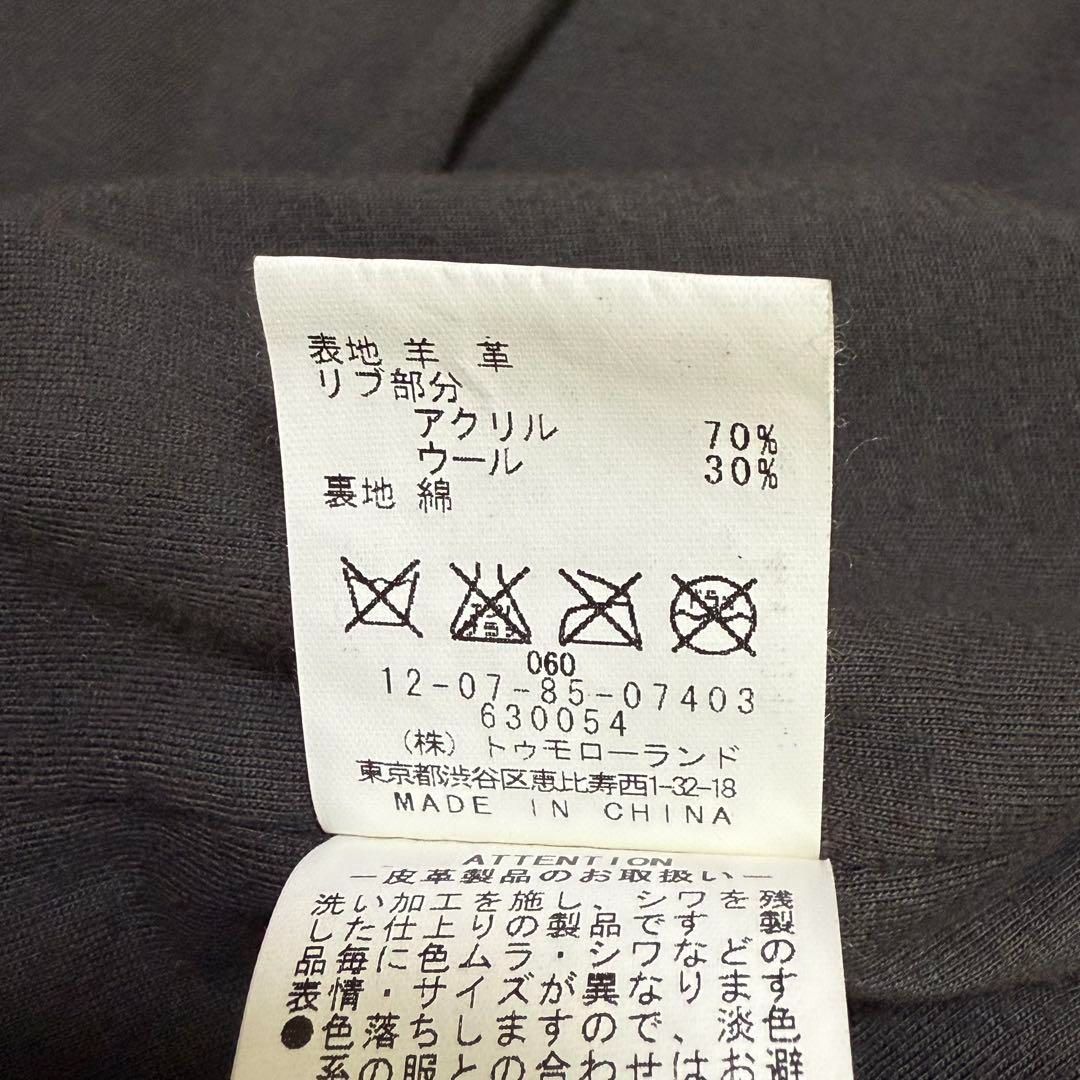 表地 羊 革
リブ部分
アクリル 70%
ウール 30%
裏地 綿
060
12-07-85-07403
630054
(株) トゥモローランド
東京都渋谷区恵比寿西1-32-18
MADE IN CHINA
ATTENTION
―皮革製品のお取扱い―
洗い加工を施し、シワを残
した仕上りの製品です 製
品毎に色ムラ・シワなどの
表情・サイズが異なります
●色落ちしますので、淡色
系の服との合わせはお避